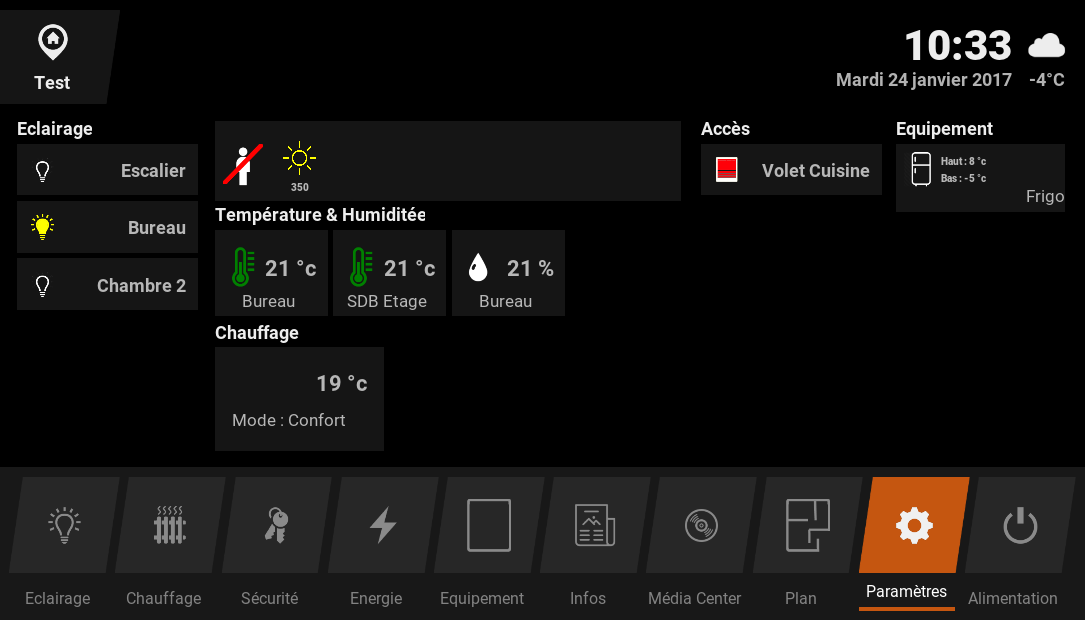 Test
10:33
Mardi 24 janvier 2017 -4°C
Eclairage
Escalier
Bureau
Chambre 2
350
Température & Humiditée
21 °c
Bureau
21 °c
SDB Etage
21 %
Bureau
Chauffage
19 °c
Mode : Confort
Accès
Volet Cuisine
Equipement
Haut : 8 °c
Bas : -5 °c
Frigo
Eclairage
Chauffage
Sécurité
Energie
Equipement
Infos
Média Center
Plan
Paramètres
Alimentation